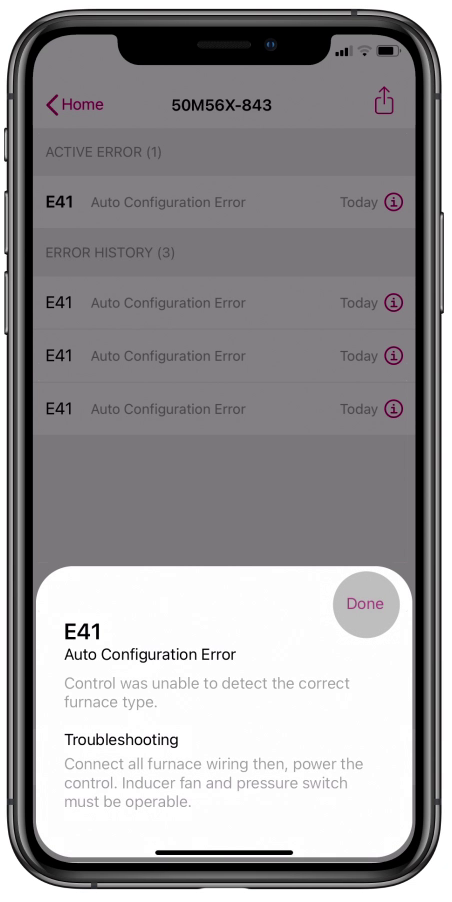 Home 50M56X-843
ACTIVE ERROR (1)
E41 Auto Configuration Error Today
ERROR HISTORY (3)
E41 Auto Configuration Error Today
E41 Auto Configuration Error Today
E41 Auto Configuration Error Today
Done
E41
Auto Configuration Error
Control was unable to detect the correct
furnace type.
Troubleshooting
Connect all furnace wiring then, power the
control. Inducer fan and pressure switch
must be operable.